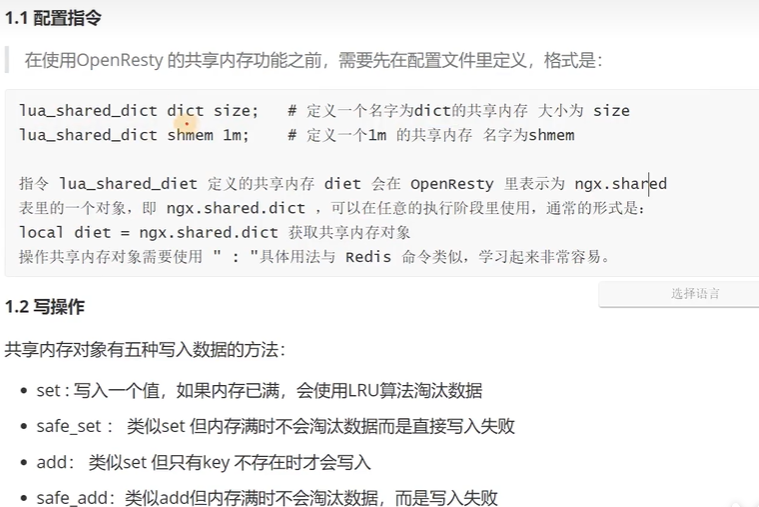 1.1 配置指令
在使用OpenResty 的共享内存功能之前，需要先在配置文件里定义，格式是：
lua_shared_dict dict size;   # 定义一个名字为dict的共享内存 大小为 size
lua_shared_dict shmem 1m;    # 定义一个1m 的共享内存 名字为shmem
指令 lua_shared_diet 定义的共享内存 diet 会在 OpenResty 里表示为 ngx.shared
表里的一个对象，即 ngx.shared.dict ，可以在任意的执行阶段里使用，通常的形式是：
local diet = ngx.shared.dict 获取共享内存对象
操作共享内存对象需要使用 " : "具体用法与 Redis 命令类似，学习起来非常容易。
选择语言
1.2 写操作
共享内存对象有五种写入数据的方法：
• set : 写入一个值，如果内存已满，会使用LRU算法淘汰数据
• safe_set ： 类似set 但内存满时不会淘汰数据而是直接写入失败
• add： 类似set 但只有key 不存在时才会写入
• safe_add：类似add但内存满时不会淘汰数据，而是写入失败